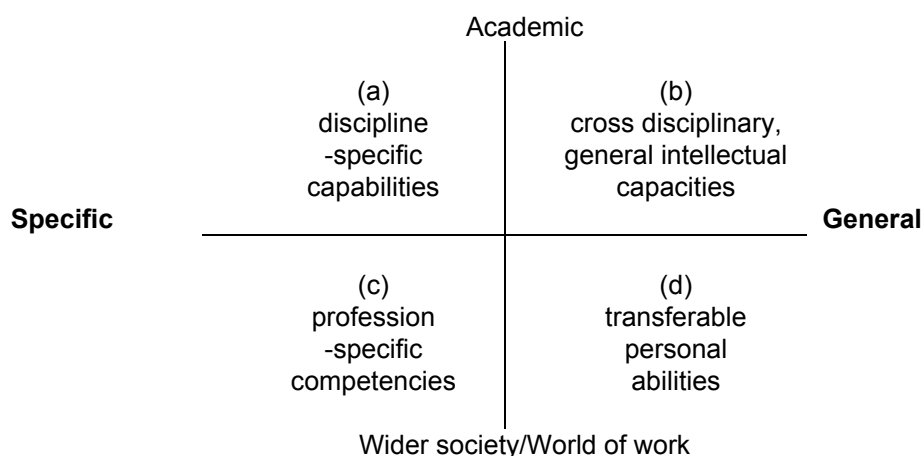 Academic
(a)
discipline
-specific
capabilities
(b)
cross disciplinary,
general intellectual
capacities
Specific
General
(c)
profession
-specific
competencies
(d)
transferable
personal
abilities
Wider society/World of work